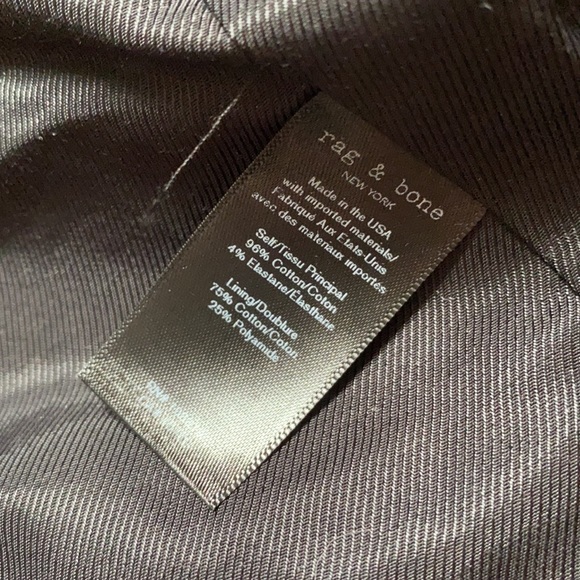 rag & bone
NEW YORK
Made in the USA
with imported materials/
Fabriqué Aux Etats-Unis
avec des materiaux importés
Self/Tissu Principal
96% Cotton/Coton
4% Elastane/Elasthane
Lining/Doublure
75% Cotton/Coton
25% Polyamide